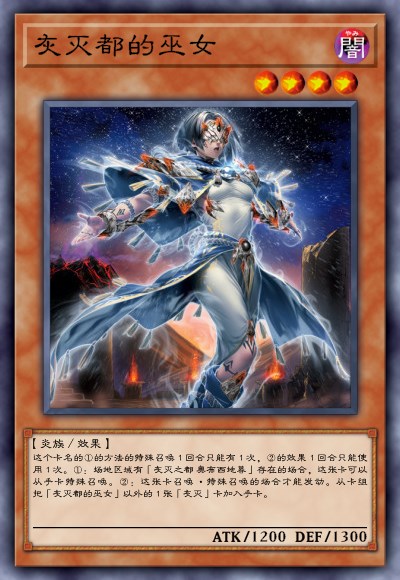 灰灭都的巫女
やみ
闇
【炎族/效果】
这个卡名的①的方法的特殊召唤1回合只能有1次,②的效果1回合只能使
用1次。①:场地区域有「灰灭之都 奥布西地暮」存在的场合,这张卡可以
从手卡特殊召唤。②:这张卡召唤·特殊召唤的场合才能发动。从卡组
把「灰灭都的巫女」以外的1张「灰灭」卡加入手卡。
ATK/1200 DEF/1300